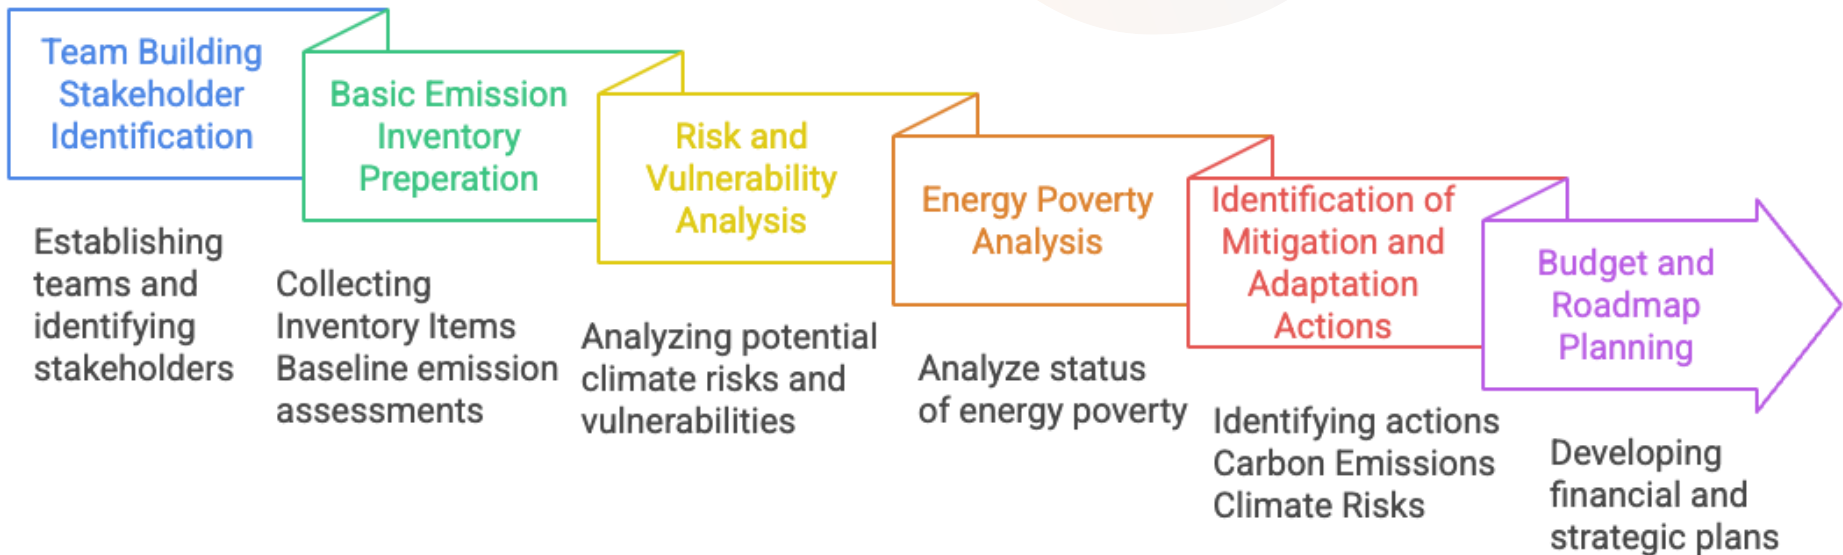 Team Building
Stakeholder
Identification
Establishing
teams and
identifying
stakeholders
Basic Emission
Inventory
Preperation
Collecting
Inventory Items
Baseline emission
assessments
Risk and
Vulnerability
Analysis
Analyzing potential
climate risks and
vulnerabilities
Energy Poverty
Analysis
Analyze status
of energy poverty
Identification of
Mitigation and
Adaptation
Actions
Identifying actions
Carbon Emissions
Climate Risks
Budget and
Roadmap
Planning
Developing
financial and
strategic plans